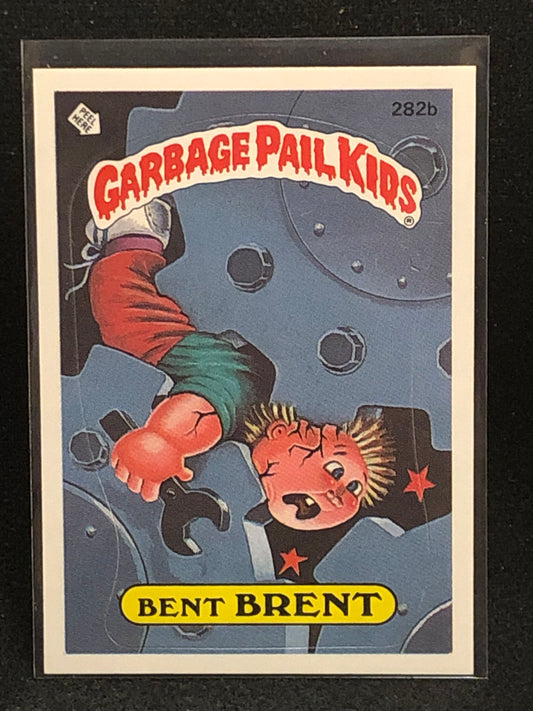 PEEL
HERE
282b
GARBAGE PAIL KIDS®
BENT BRENT